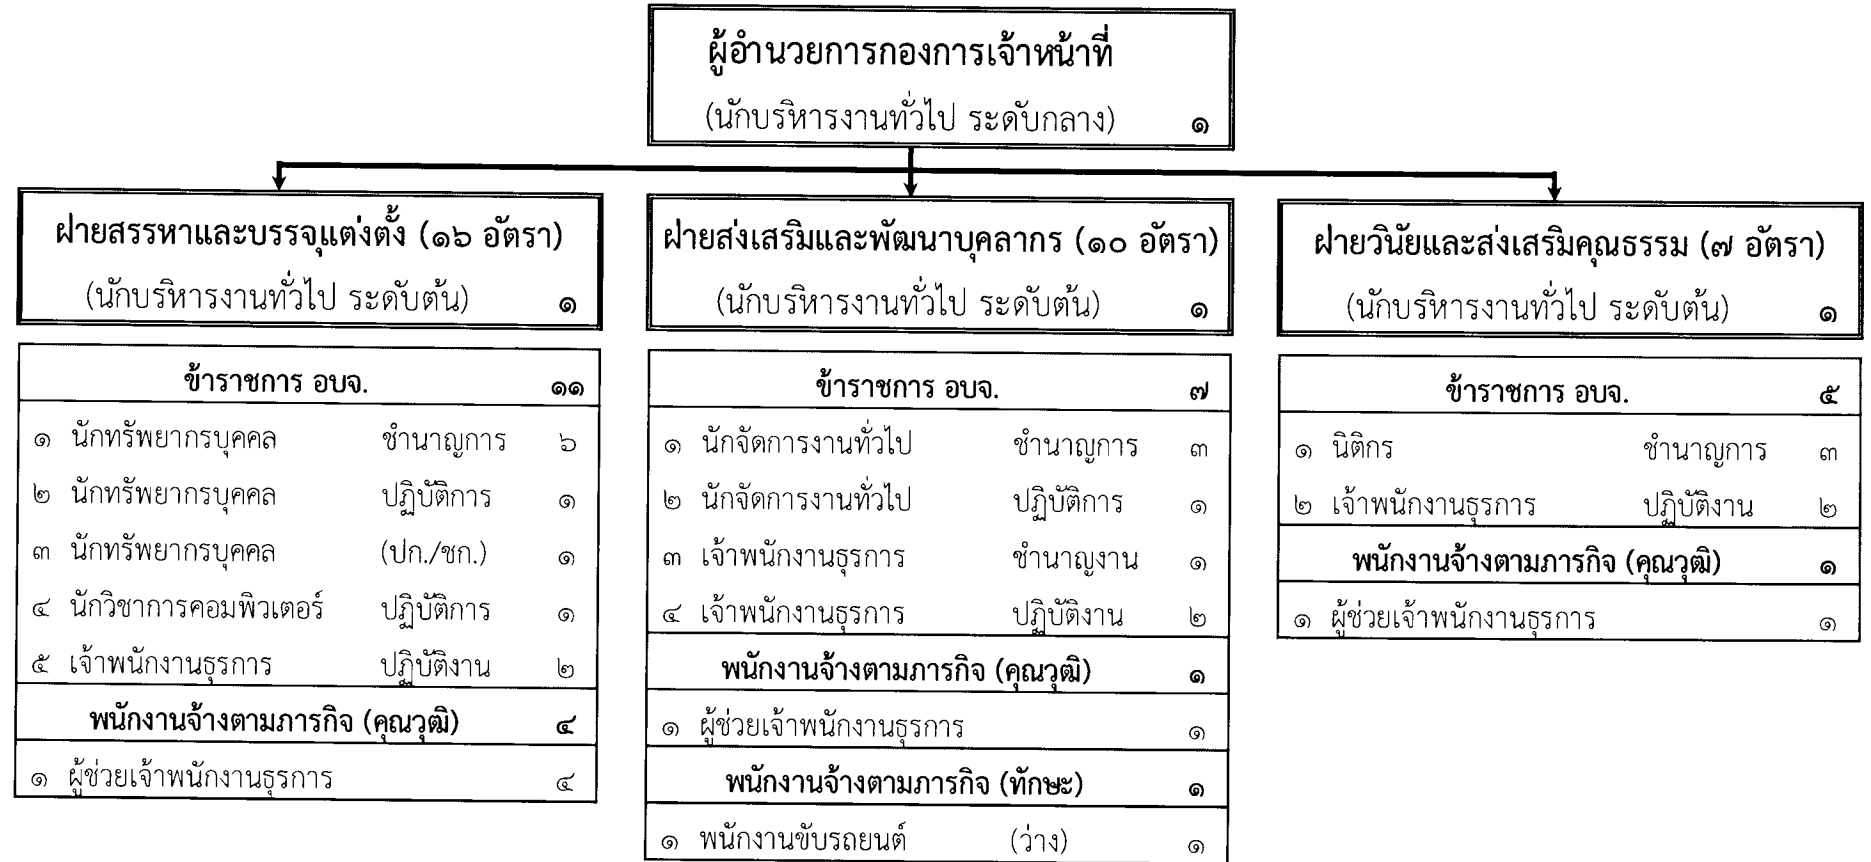 ผู้อำนวยการกองการเจ้าหน้าที่
(นักบริหารงานทั่วไป ระดับกลาง) ๑
ฝ่ายสรรหาและบรรจุแต่งตั้ง (๑๖ อัตรา)
(นักบริหารงานทั่วไป ระดับต้น) ๑
ข้าราชการ อบจ. ๑๑
๑ นักทรัพยากรบุคคล ชำนาญการ ๖
๒ นักทรัพยากรบุคคล ปฏิบัติการ ๑
๓ นักทรัพยากรบุคคล (ปก./ชก.) ๑
๔ นักวิชาการคอมพิวเตอร์ ปฏิบัติการ ๑
๕ เจ้าพนักงานธุรการ ปฏิบัติงาน ๒
พนักงานจ้างตามภารกิจ (คุณวุฒิ) ๔
๑ ผู้ช่วยเจ้าพนักงานธุรการ ๔
ฝ่ายส่งเสริมและพัฒนาบุคลากร (๑๐ อัตรา)
(นักบริหารงานทั่วไป ระดับต้น) ๑
ข้าราชการ อบจ. ๗
๑ นักจัดการงานทั่วไป ชำนาญการ ๓
๒ นักจัดการงานทั่วไป ปฏิบัติการ ๑
๓ เจ้าพนักงานธุรการ ชำนาญงาน ๑
๔ เจ้าพนักงานธุรการ ปฏิบัติงาน ๒
พนักงานจ้างตามภารกิจ (คุณวุฒิ) ๑
๑ ผู้ช่วยเจ้าพนักงานธุรการ ๑
พนักงานจ้างตามภารกิจ (ทักษะ) ๑
๑ พนักงานขับรถยนต์ (ว่าง) ๑
ฝ่ายวินัยและส่งเสริมคุณธรรม (๗ อัตรา)
(นักบริหารงานทั่วไป ระดับต้น) ๑
ข้าราชการ อบจ. ๕
๑ นิติกร ชำนาญการ ๓
๒ เจ้าพนักงานธุรการ ปฏิบัติงาน ๒
พนักงานจ้างตามภารกิจ (คุณวุฒิ) ๑
๑ ผู้ช่วยเจ้าพนักงานธุรการ ๑